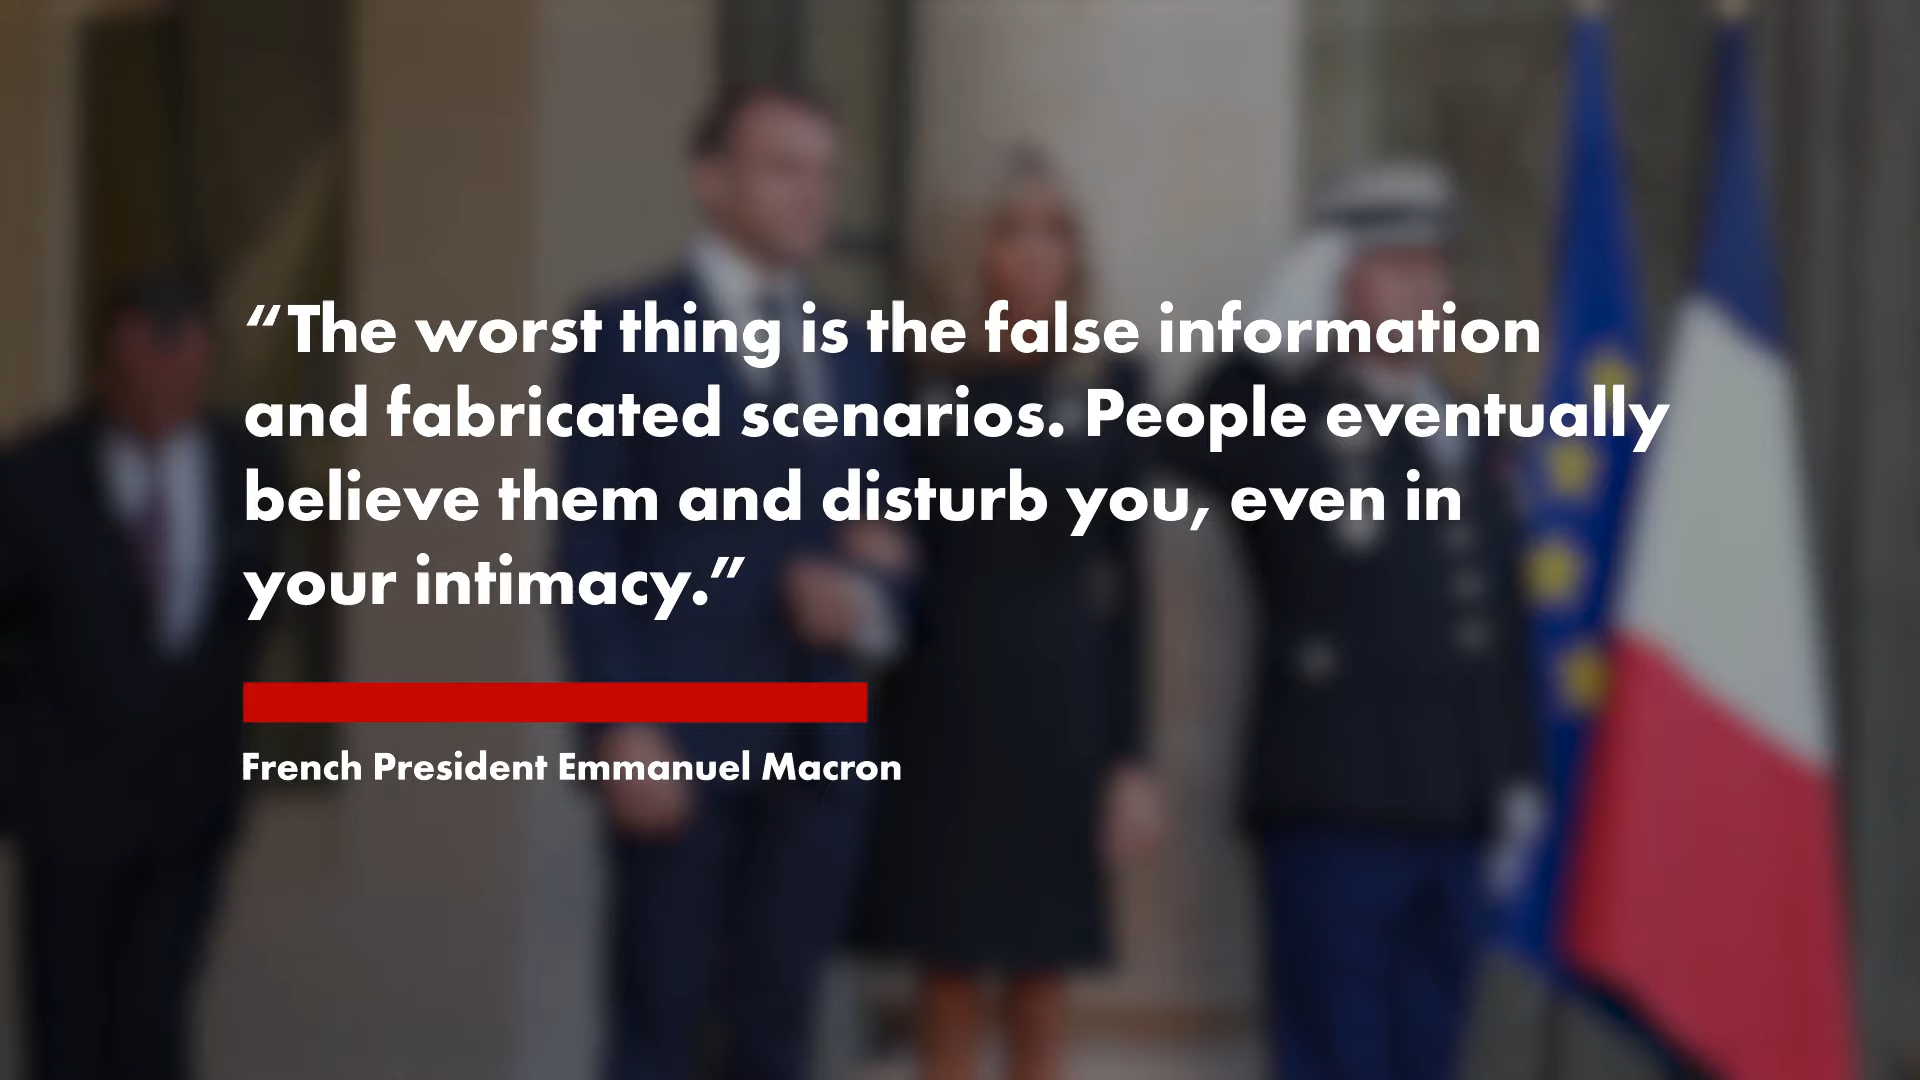 “The worst thing is the false information
and fabricated scenarios. People eventually
believe them and disturb you, even in
your intimacy.”
French President Emmanuel Macron